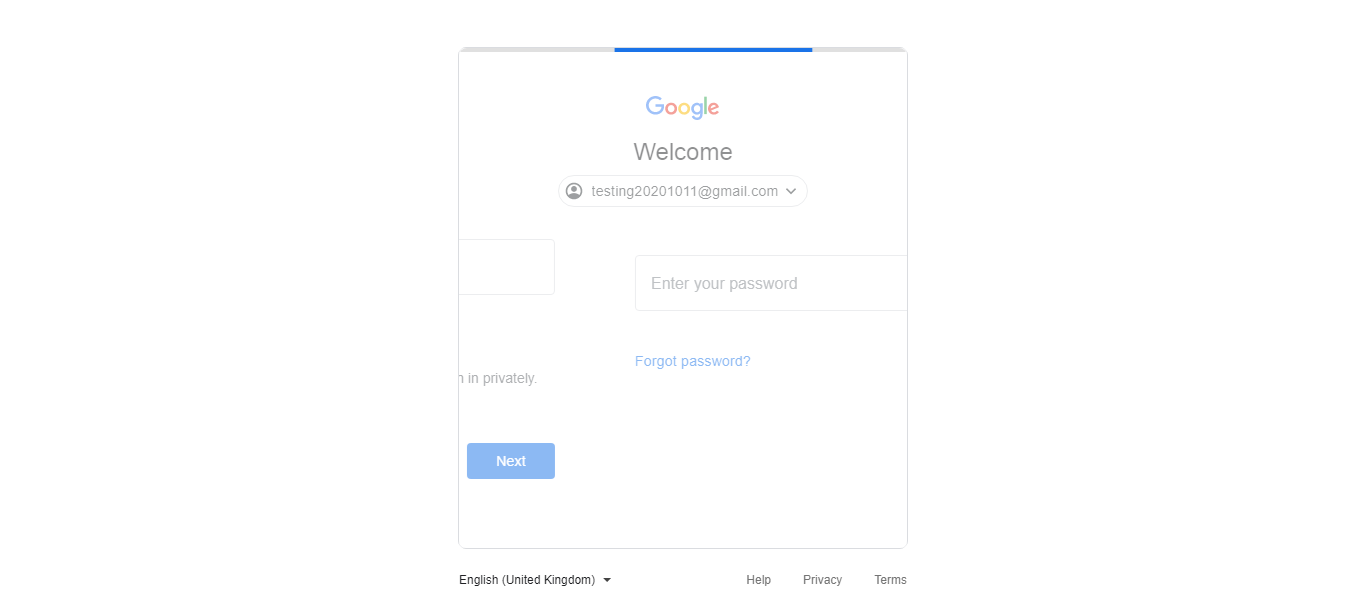 Google
Welcome
testing20201011@gmail.com
Enter your password
Forgot password?
in privately.
Next
English (United Kingdom)
Help Privacy Terms